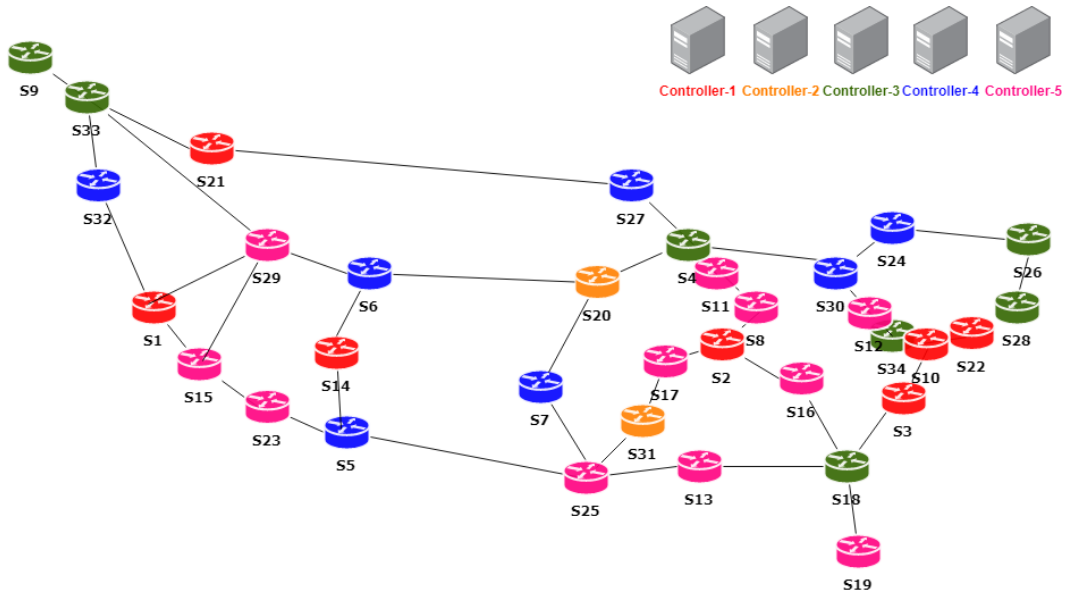 Controller-1 Controller-2 Controller-3 Controller-4 Controller-5
S9
S33
S21
S32
S27
S24
S26
S29
S6
S4
S20
S11
S30
S1
S8
S12
S28
S34
S10
S22
S14
S2
S15
S17
S16
S7
S3
S23
S31
S5
S25
S13
S18
S19